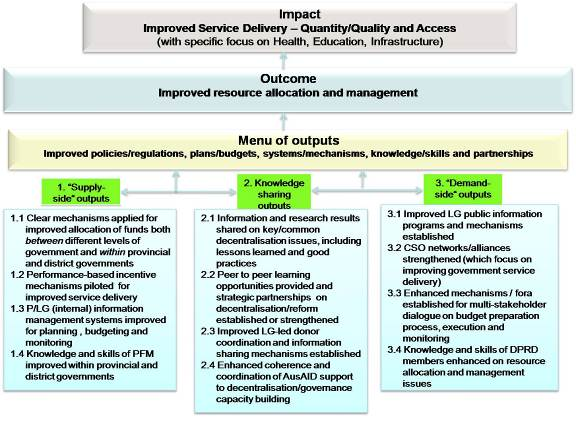 Impact
Improved Service Delivery – Quantity/Quality and Access
(with specific focus on Health, Education, Infrastructure)
Outcome
Improved resource allocation and management
Menu of outputs
Improved policies/regulations, plans/budgets, systems/mechanisms, knowledge/skills and partnerships
1. “Supply-
side” outputs
1.1 Clear mechanisms applied for
improved allocation of funds both
between different levels of
government and within provincial
and district governments
1.2 Performance-based incentive
mechanisms piloted for
improved service delivery
1.3 P/LG (internal) information
management systems improved
for planning , budgeting and
monitoring
1.4 Knowledge and skills of PFM
improved within provincial and
district governments
2. Knowledge
sharing
outputs
2.1 Information and research results
shared on key/common
decentralisation issues, including
lessons learned and good
practices
2.2 Peer to peer learning
opportunities provided and
strategic partnerships on
decentralisation/reform
established or strengthened
2.3 Improved LG-led donor
coordination and information
sharing mechanisms established
2.4 Enhanced coherence and
coordination of AusAID support
to decentralisation/governance
capacity building
3. “Demand-
side” outputs
3.1 Improved LG public information
programs and mechanisms
established
3.2 CSO networks/alliances
strengthened (which focus on
improving government service
delivery)
3.3 Enhanced mechanisms / fora
established for multi-stakeholder
dialogue on budget preparation
process, execution and
monitoring
3.4 Knowledge and skills of DPRD
members enhanced on resource
allocation and management
issues